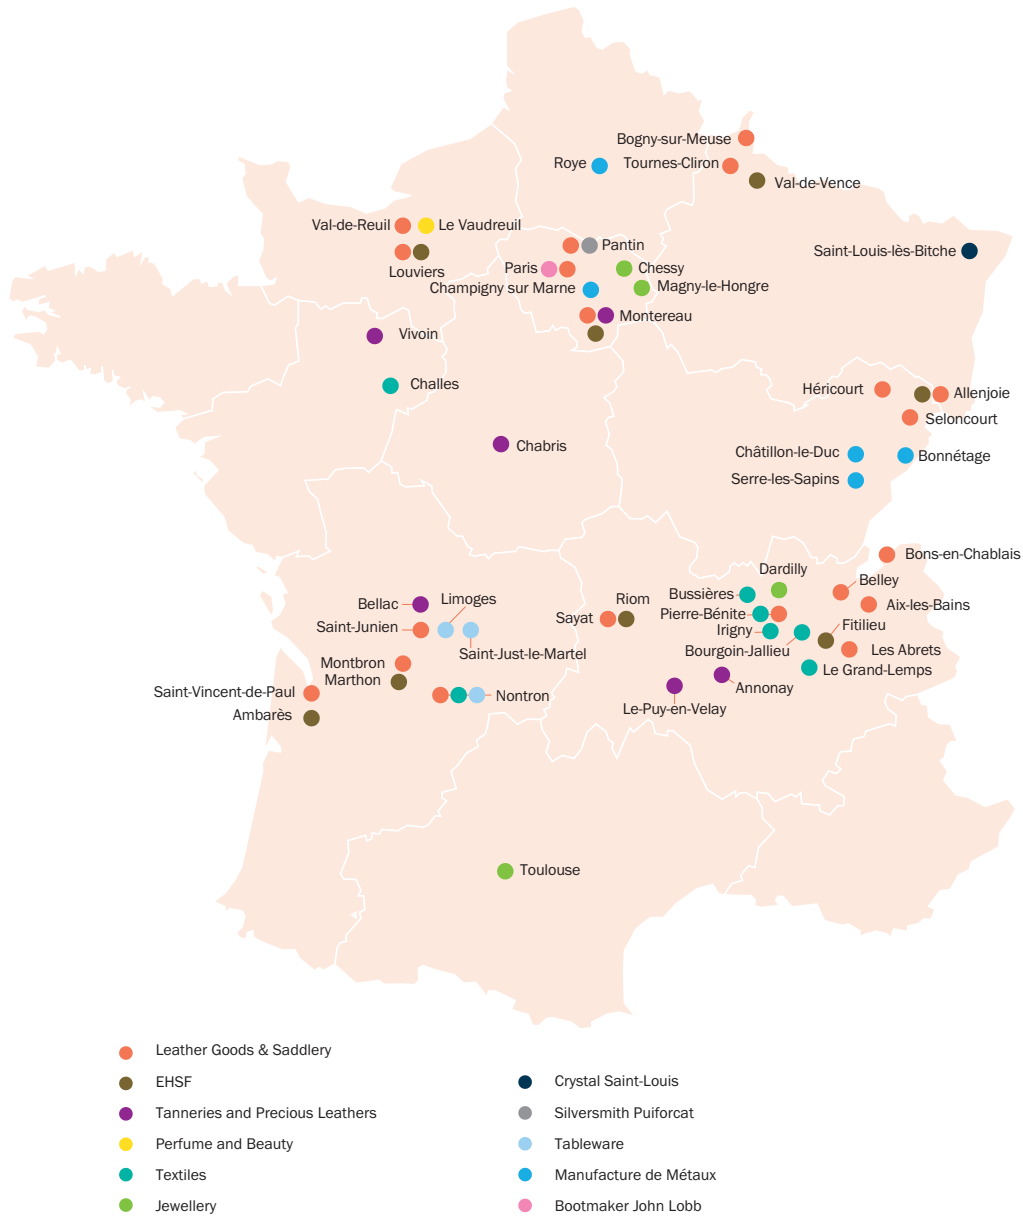 Bogny-sur-Meuse
Roye
Tournes-Cliron
Val-de-Vence
Val-de-Reuil
Le Vaudreuil
Louviers
Pantin
Saint-Louis-lès-Bitche
Paris
Chessy
Champigny sur Marne
Magny-le-Hongre
Montereau
Vivoin
Challes
Héricourt
Allenjoie
Seloncourt
Chabris
Châtillon-le-Duc
Bonnétage
Serre-les-Sapins
Bons-en-Chablais
Dardilly
Belley
Bussières
Aix-les-Bains
Bellac
Limoges
Riom
Sayat
Pierre-Bénite
Fitilieu
Saint-Junien
Irigny
Bourgoin-Jallieu
Les Abrets
Saint-Just-le-Martel
Montbron
Le Grand-Lemps
Marthon
Annonay
Saint-Vincent-de-Paul
Nontron
Le-Puy-en-Velay
Ambarès
Toulouse
Leather Goods & Saddlery
EHSF
Tanneries and Precious Leathers
Perfume and Beauty
Textiles
Jewellery
Crystal Saint-Louis
Silversmith Puiforcat
Tableware
Manufacture de Métaux
Bootmaker John Lobb